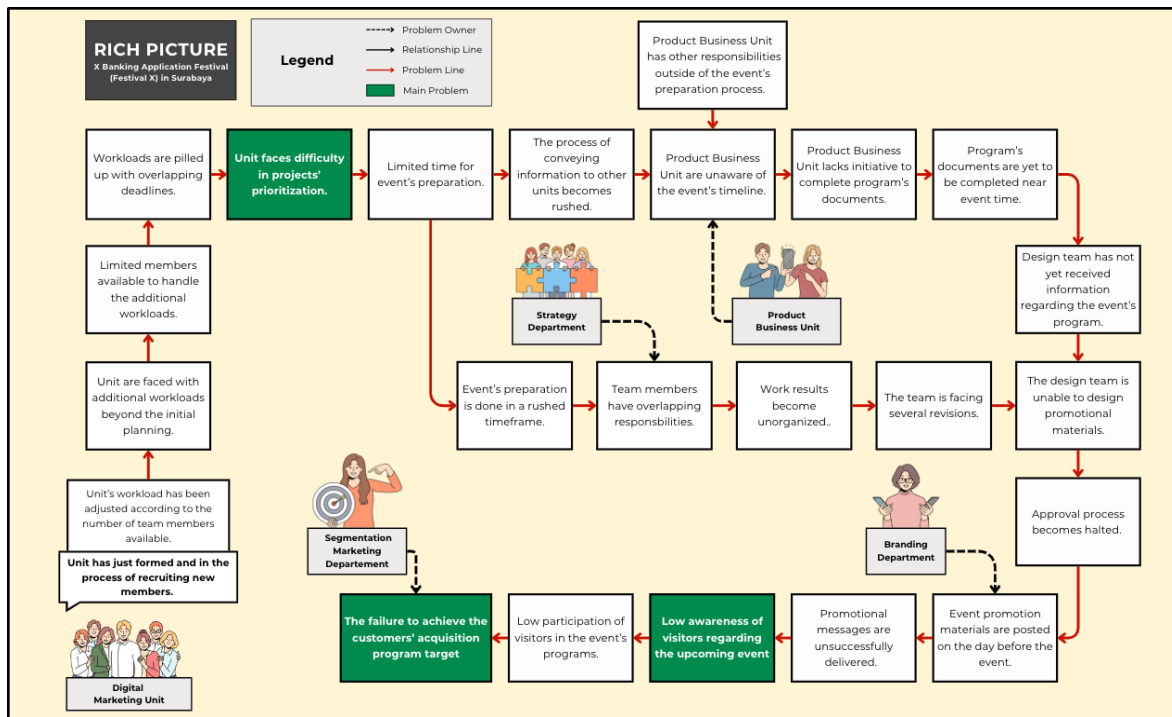 RICH PICTURE
X Banking Application Festival
(Festival X) in Surabaya
Legend
Problem Owner
Relationship Line
Problem Line
Main Problem
Product Business Unit
has other responsibilities
outside of the event's
preparation process.
Workloads are pilled
up with overlapping
deadlines.
Unit faces difficulty
in projects'
prioritization.
Limited time for
event's preparation.
The process of
conveying
information to other
units becomes
rushed.
Product Business
Unit are unaware of
the event's timeline.
Product Business
Unit lacks initiative to
complete program's
documents.
Program's
documents are yet to
be completed near
event time.
Limited members
available to handle
the additional
workloads.
Strategy
Department
Product
Business Unit
Design team has not
yet received
information
regarding the event's
program.
Unit are faced with
additional workloads
beyond the initial
planning.
Event's preparation
is done in a rushed
timeframe.
Team members
have overlapping
responsbilities.
Work results
become
unorganized..
The team is facing
several revisions.
The design team is
unable to design
promotional
materials.
Unit's workload has been
adjusted according to the
number of team members
available.
Unit has just formed and in the
process of recruiting new
members.
Digital
Marketing Unit
Segmentation
Marketing
Departement
Branding
Department
Approval process
becomes halted.
The failure to achieve the
customers' acquisition
program target
Low participation of
visitors in the event's
programs.
Low awareness of
visitors regarding
the upcoming event
Promotional
messages are
unsuccessfully
delivered.
Event promotion
materials are posted
on the day before the
event.